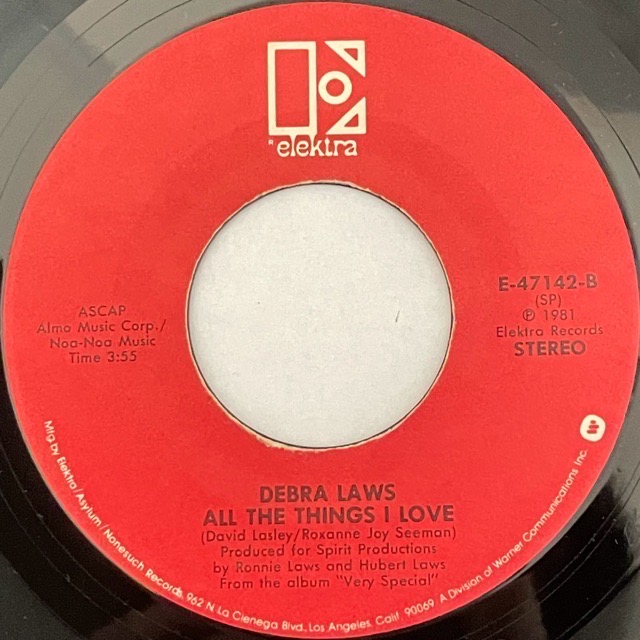 elektra
ASCAP
Almo Music Corp./
Noa-Noa Music
Time 3:55
E-47142-B
(SP)
℗ 1981
Elektra Records
STEREO
DEBRA LAWS
ALL THE THINGS I LOVE
(David Lasley/Roxanne Joy Seeman)
Produced for Spirit Productions
by Ronnie Laws and Hubert Laws
From the album "Very Special"
Mfg by Elektra/Asylum/Nonesuch Records, 962 N. La Cienega Blvd., Los Angeles, Calif. 90069. A Division of Warner Communications Inc.